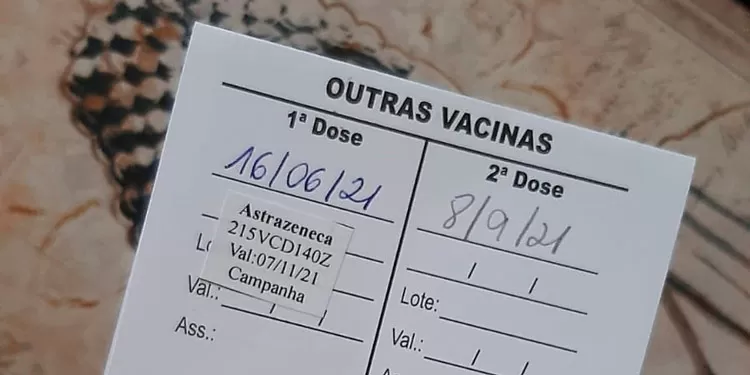 OUTRAS VACINAS
1ª Dose
16/06/21
Astrazeneca
215VCD140Z
Val:07/11/21
Campanha
Val.: / /
Ass.:
2ª Dose
8/9/21
/ /
Lote:
Val.: / /